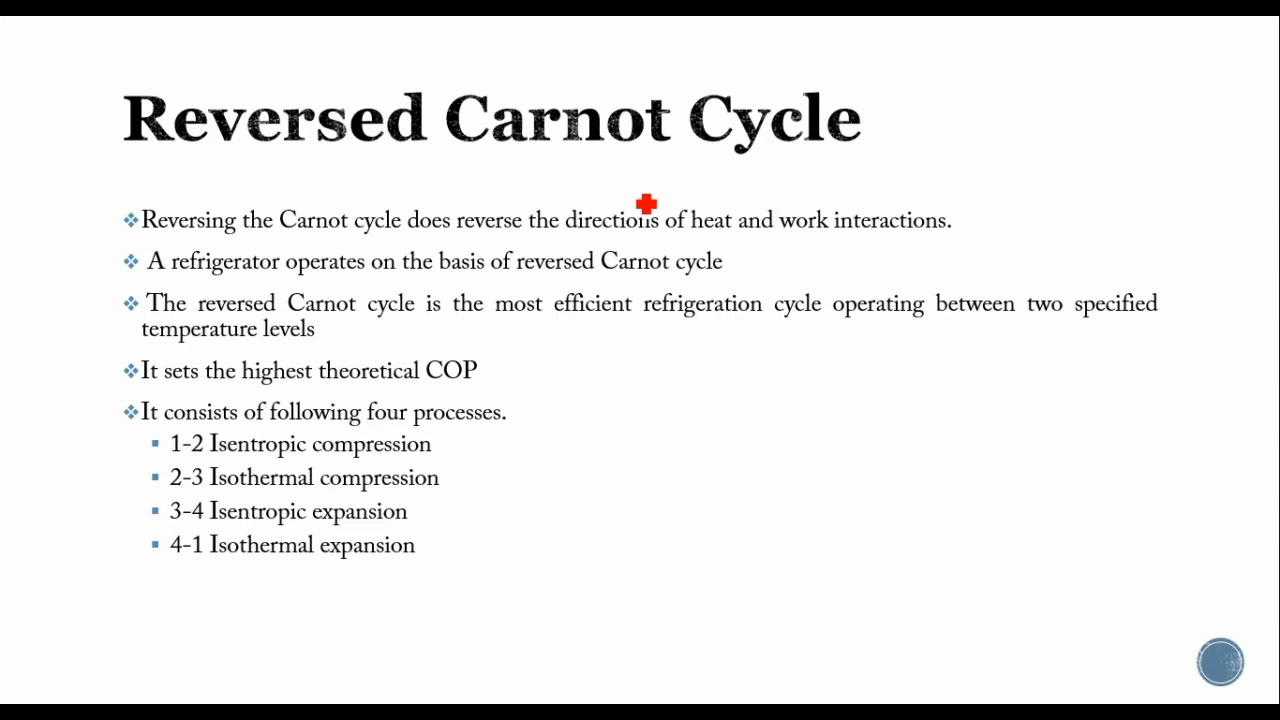 Reversed Carnot Cycle
Reversing the Carnot cycle does reverse the directions of heat and work interactions.
A refrigerator operates on the basis of reversed Carnot cycle
The reversed Carnot cycle is the most efficient refrigeration cycle operating between two specified
temperature levels
It sets the highest theoretical COP
It consists of following four processes.
1-2 Isentropic compression
2-3 Isothermal compression
3-4 Isentropic expansion
4-1 Isothermal expansion